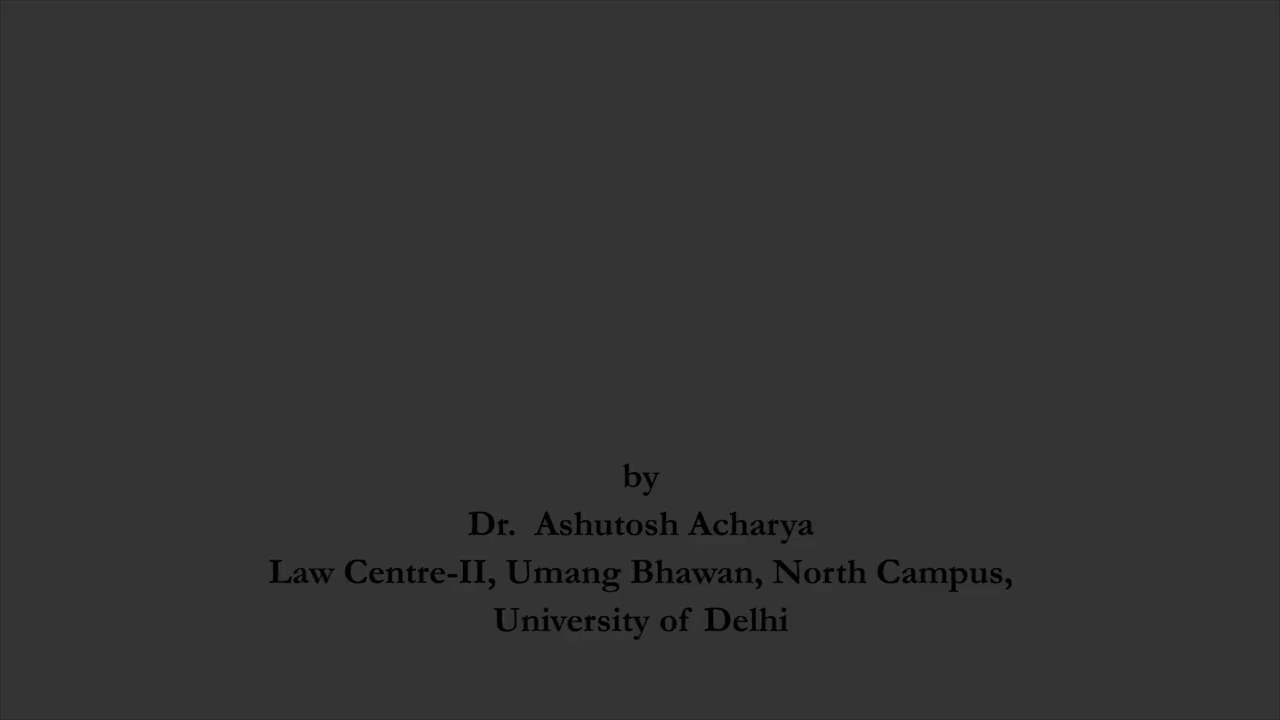 by
Dr. Ashutosh Acharya
Law Centre-II, Umang Bhawan, North Campus,
University of Delhi